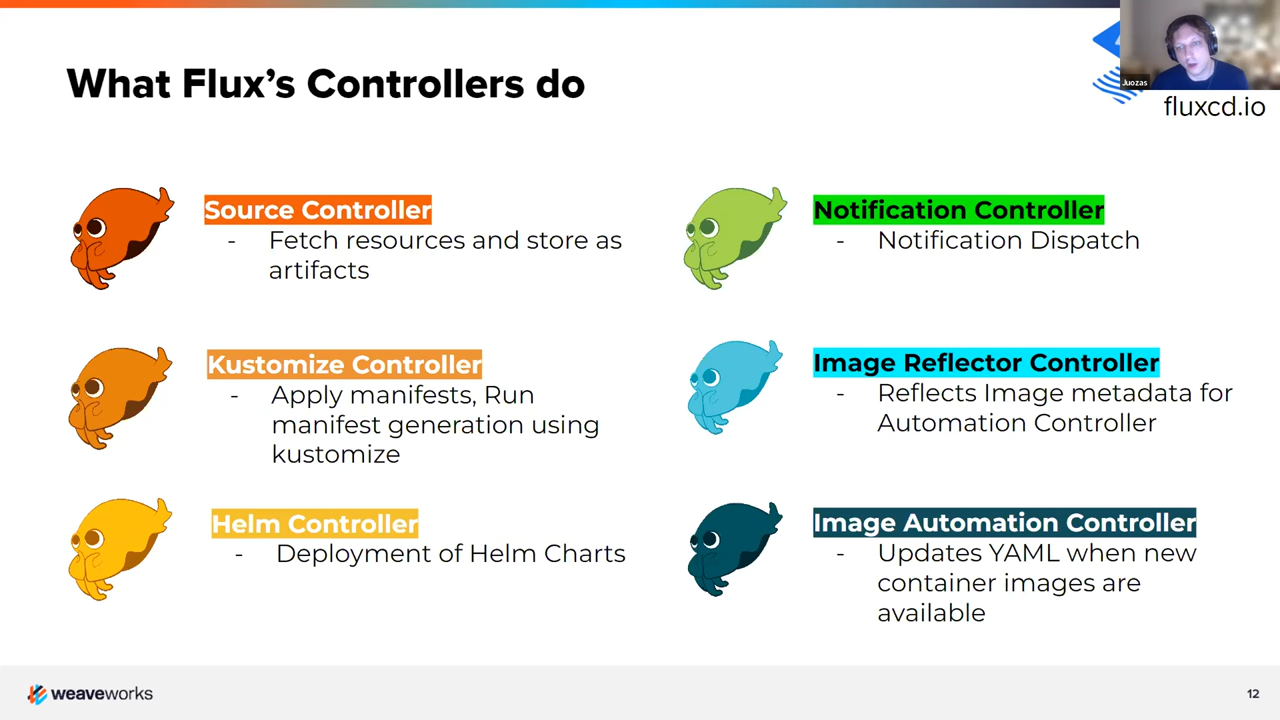 What Flux's Controllers do
Juozas
fluxcd.io
Source Controller
- Fetch resources and store as
artifacts
Kustomize Controller
- Apply manifests, Run
manifest generation using
kustomize
Helm Controller
- Deployment of Helm Charts
Notification Controller
- Notification Dispatch
Image Reflector Controller
- Reflects Image metadata for
Automation Controller
Image Automation Controller
- Updates YAML when new
container images are
available
weaveworks
12